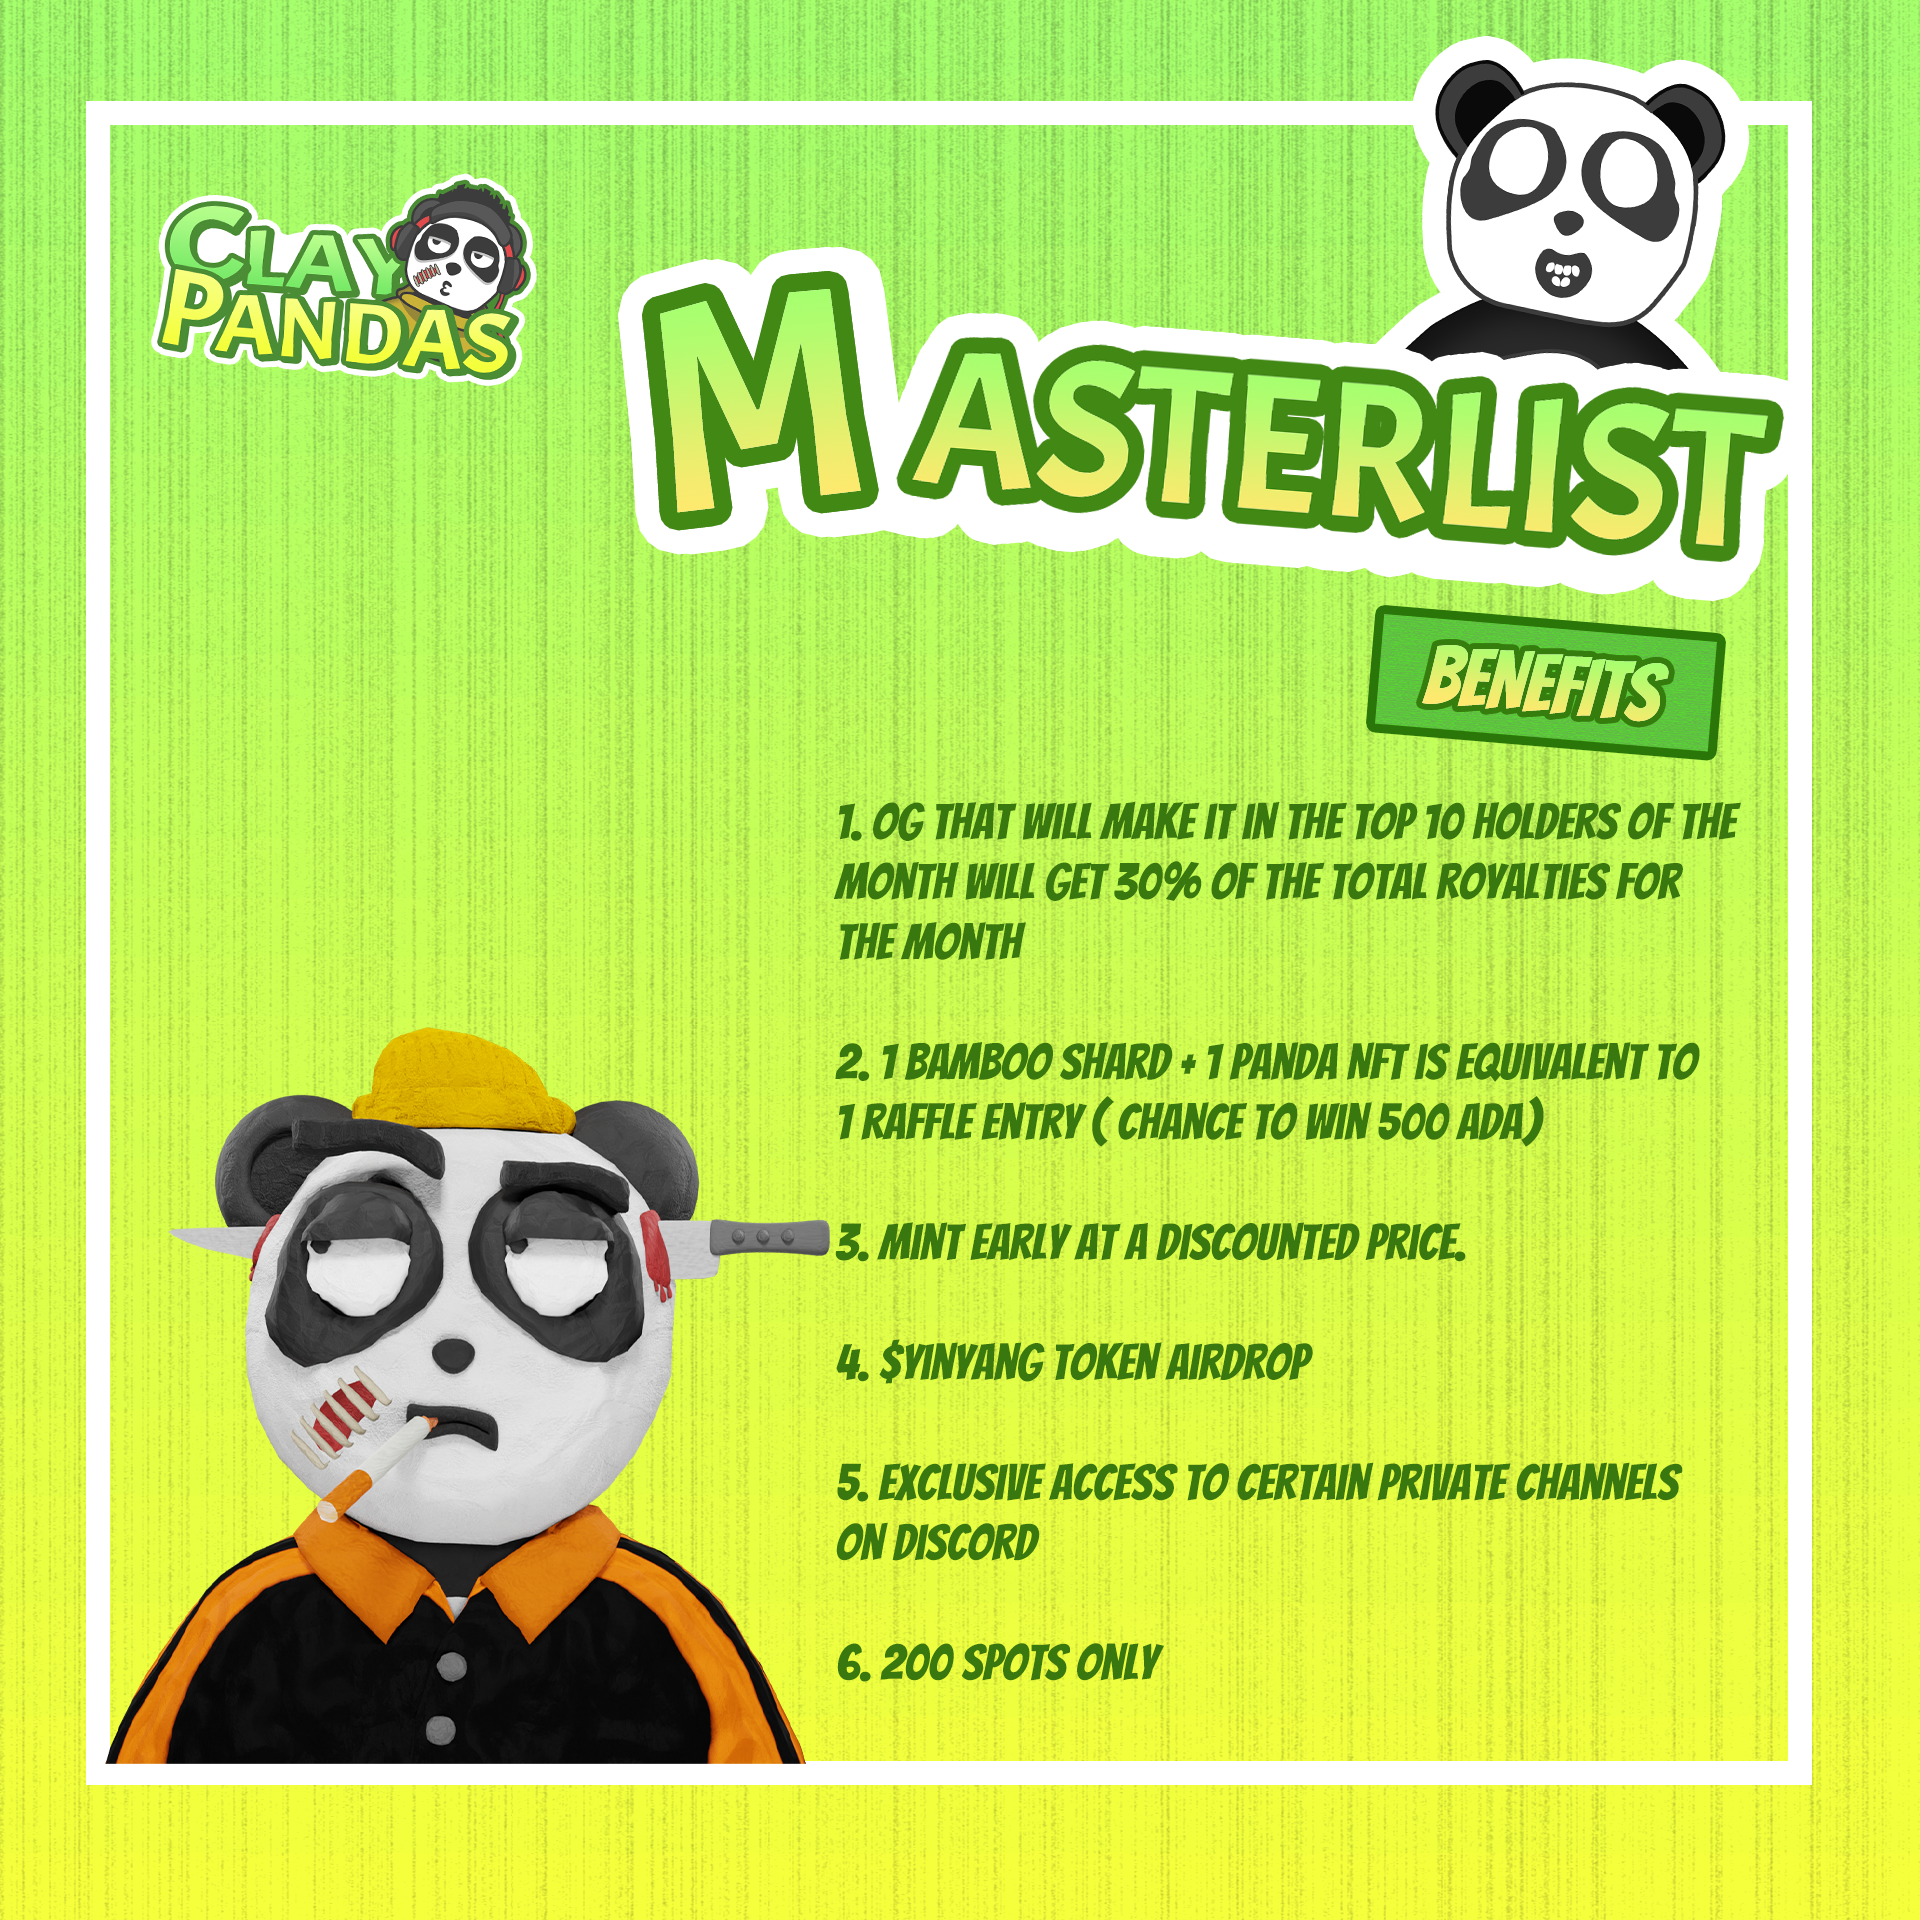 CLAY
PANDAS
MASTERLIST
BENEFITS
1. OG THAT WILL MAKE IT IN THE TOP 10 HOLDERS OF THE
MONTH WILL GET 30% OF THE TOTAL ROYALTIES FOR
THE MONTH
2. 1 BAMBOO SHARD + 1 PANDA NFT IS EQUIVALENT TO
1 RAFFLE ENTRY ( CHANCE TO WIN 500 ADA)
3. MINT EARLY AT A DISCOUNTED PRICE.
4. $YINYANG TOKEN AIRDROP
5. EXCLUSIVE ACCESS TO CERTAIN PRIVATE CHANNELS
ON DISCORD
6. 200 SPOTS ONLY